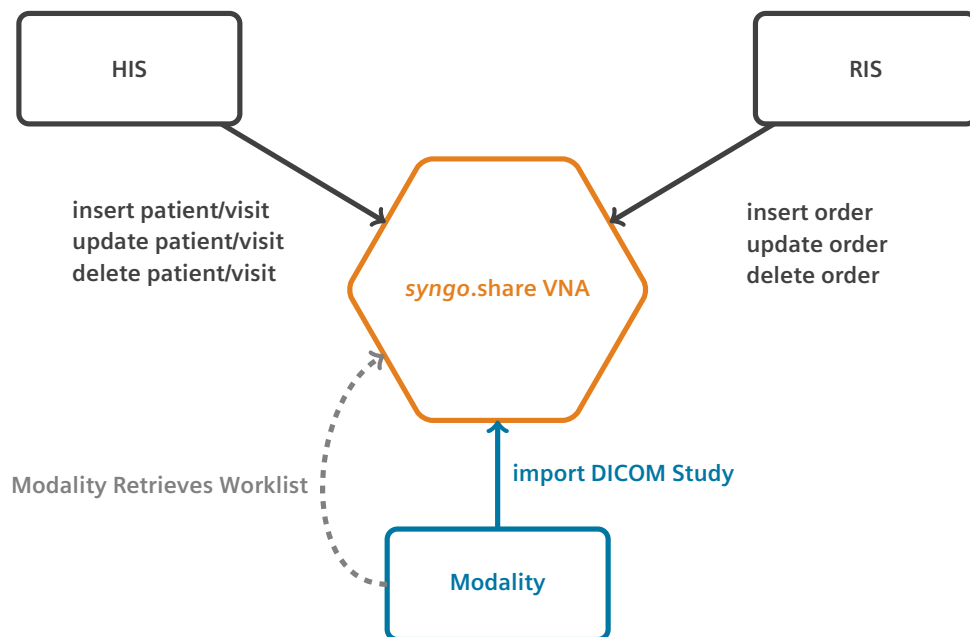 HIS
RIS
insert patient/visit
update patient/visit
delete patient/visit
insert order
update order
delete order
syngo.share VNA
Modality Retrieves Worklist
import DICOM Study
Modality